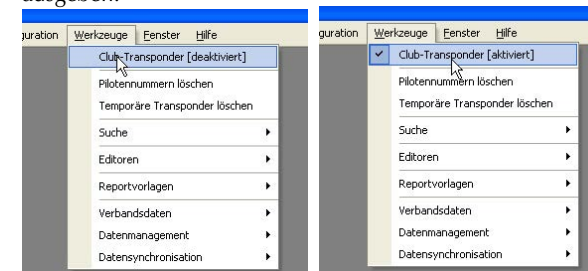 ausgeben.
guration Werkzeuge Fenster Hilfe
Club-Transponder [deaktiviert]
Pilotennummern löschen
Temporäre Transponder löschen
Suche
Editoren
Reportvorlagen
Verbandsdaten
Datenmanagement
Datensynchronisation
guration Werkzeuge Fenster Hilfe
Club-Transponder [aktiviert]
Pilotennummern löschen
Temporäre Transponder löschen
Suche
Editoren
Reportvorlagen
Verbandsdaten
Datenmanagement
Datensynchronisation